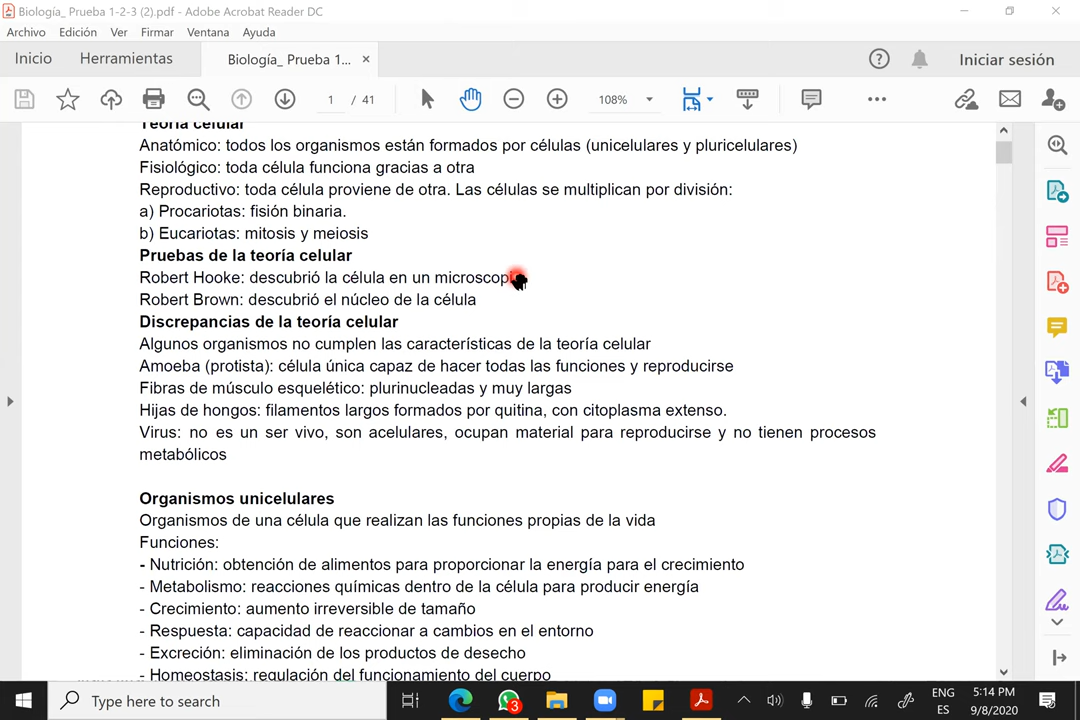 Biología_ Prueba 1-2-3 (2).pdf - Adobe Acrobat Reader DC
Archivo Edición Ver Firmar Ventana Ayuda
Inicio Herramientas Biología_ Prueba 1... × Iniciar sesión
1 / 41 108%
Teoría celular
Anatómico: todos los organismos están formados por células (unicelulares y pluricelulares)
Fisiológico: toda célula funciona gracias a otra
Reproductivo: toda célula proviene de otra. Las células se multiplican por división:
a) Procariotas: fisión binaria.
b) Eucariotas: mitosis y meiosis
Pruebas de la teoría celular
Robert Hooke: descubrió la célula en un
Robert Brown: descubrió el núcleo de la célula
Discrepancias de la teoría celular
Algunos organismos no cumplen las características de la teoría celular
Amoeba (protista): célula única capaz de hacer todas las funciones y reproducirse
Fibras de músculo esquelético: plurinucleadas y muy largas
Hijas de hongos: filamentos largos formados por quitina, con citoplasma extenso.
Virus: no es un ser vivo, son acelulares, ocupan material para reproducirse y no tienen procesos
metabólicos
Organismos unicelulares
Organismos de una célula que realizan las funciones propias de la vida
Funciones:
- Nutrición: obtención de alimentos para proporcionar la energía para el crecimiento
- Metabolismo: reacciones químicas dentro de la célula para producir energía
- Crecimiento: aumento irreversible de tamaño
- Respuesta: capacidad de reaccionar a cambios en el entorno
- Excreción: eliminación de los productos de desecho
- Homeostasis: regulación del funcionamiento del cuerpo
Type here to search
3
ENG
ES
5:14 PM
9/8/2020